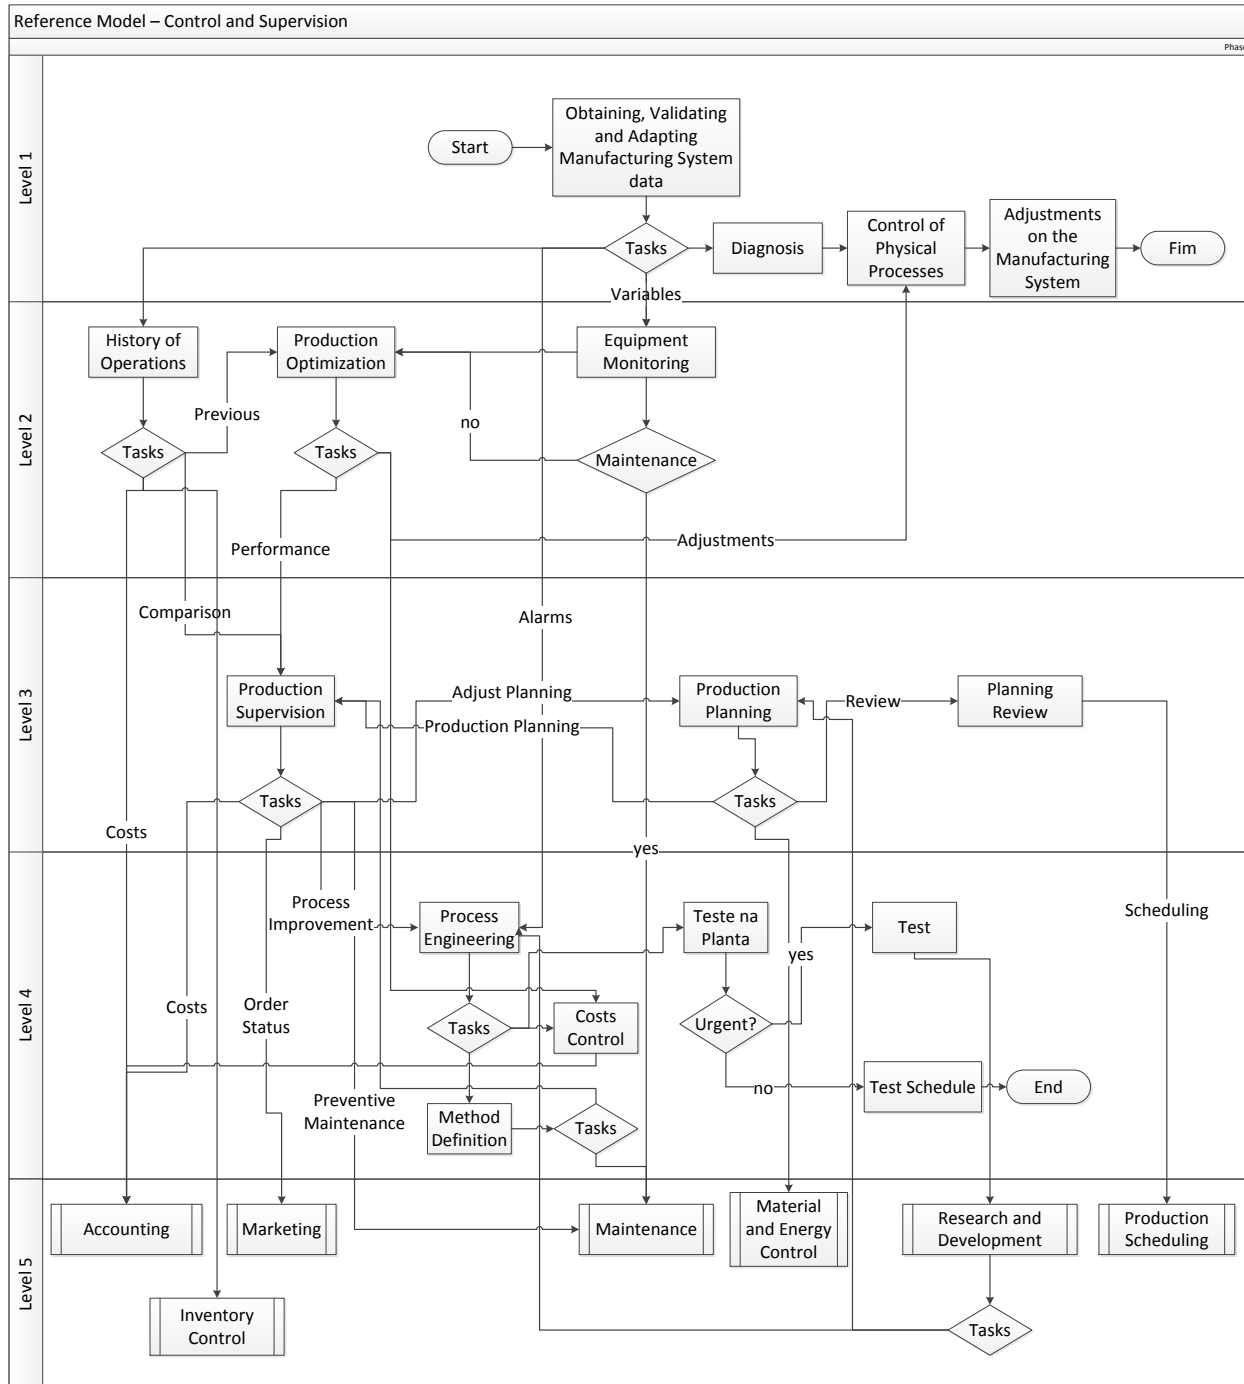 Reference Model – Control and Supervision
Phase
Level 1
Obtaining, Validating
and Adapting
Manufacturing System
data
Start
Tasks
Diagnosis
Control of
Physical
Processes
Adjustments
on the
Manufacturing
System
Fim
Variables
Level 2
History of
Operations
Production
Optimization
Equipment
Monitoring
Previous
no
Tasks
Tasks
Maintenance
Performance
Adjustments
Level 3
Comparison
Alarms
Production
Supervision
Adjust Planning
Production Planning
Production
Planning
Review
Planning
Review
Tasks
Tasks
Costs
yes
Level 4
Process
Improvement
Process
Engineering
Teste na
Planta
Test
Scheduling
yes
Costs
Order
Status
Tasks
Costs
Control
Urgent?
no
Test Schedule
End
Preventive
Maintenance
Method
Definition
Tasks
Level 5
Accounting
Marketing
Maintenance
Material
and Energy
Control
Research and
Development
Production
Scheduling
Inventory
Control
Tasks